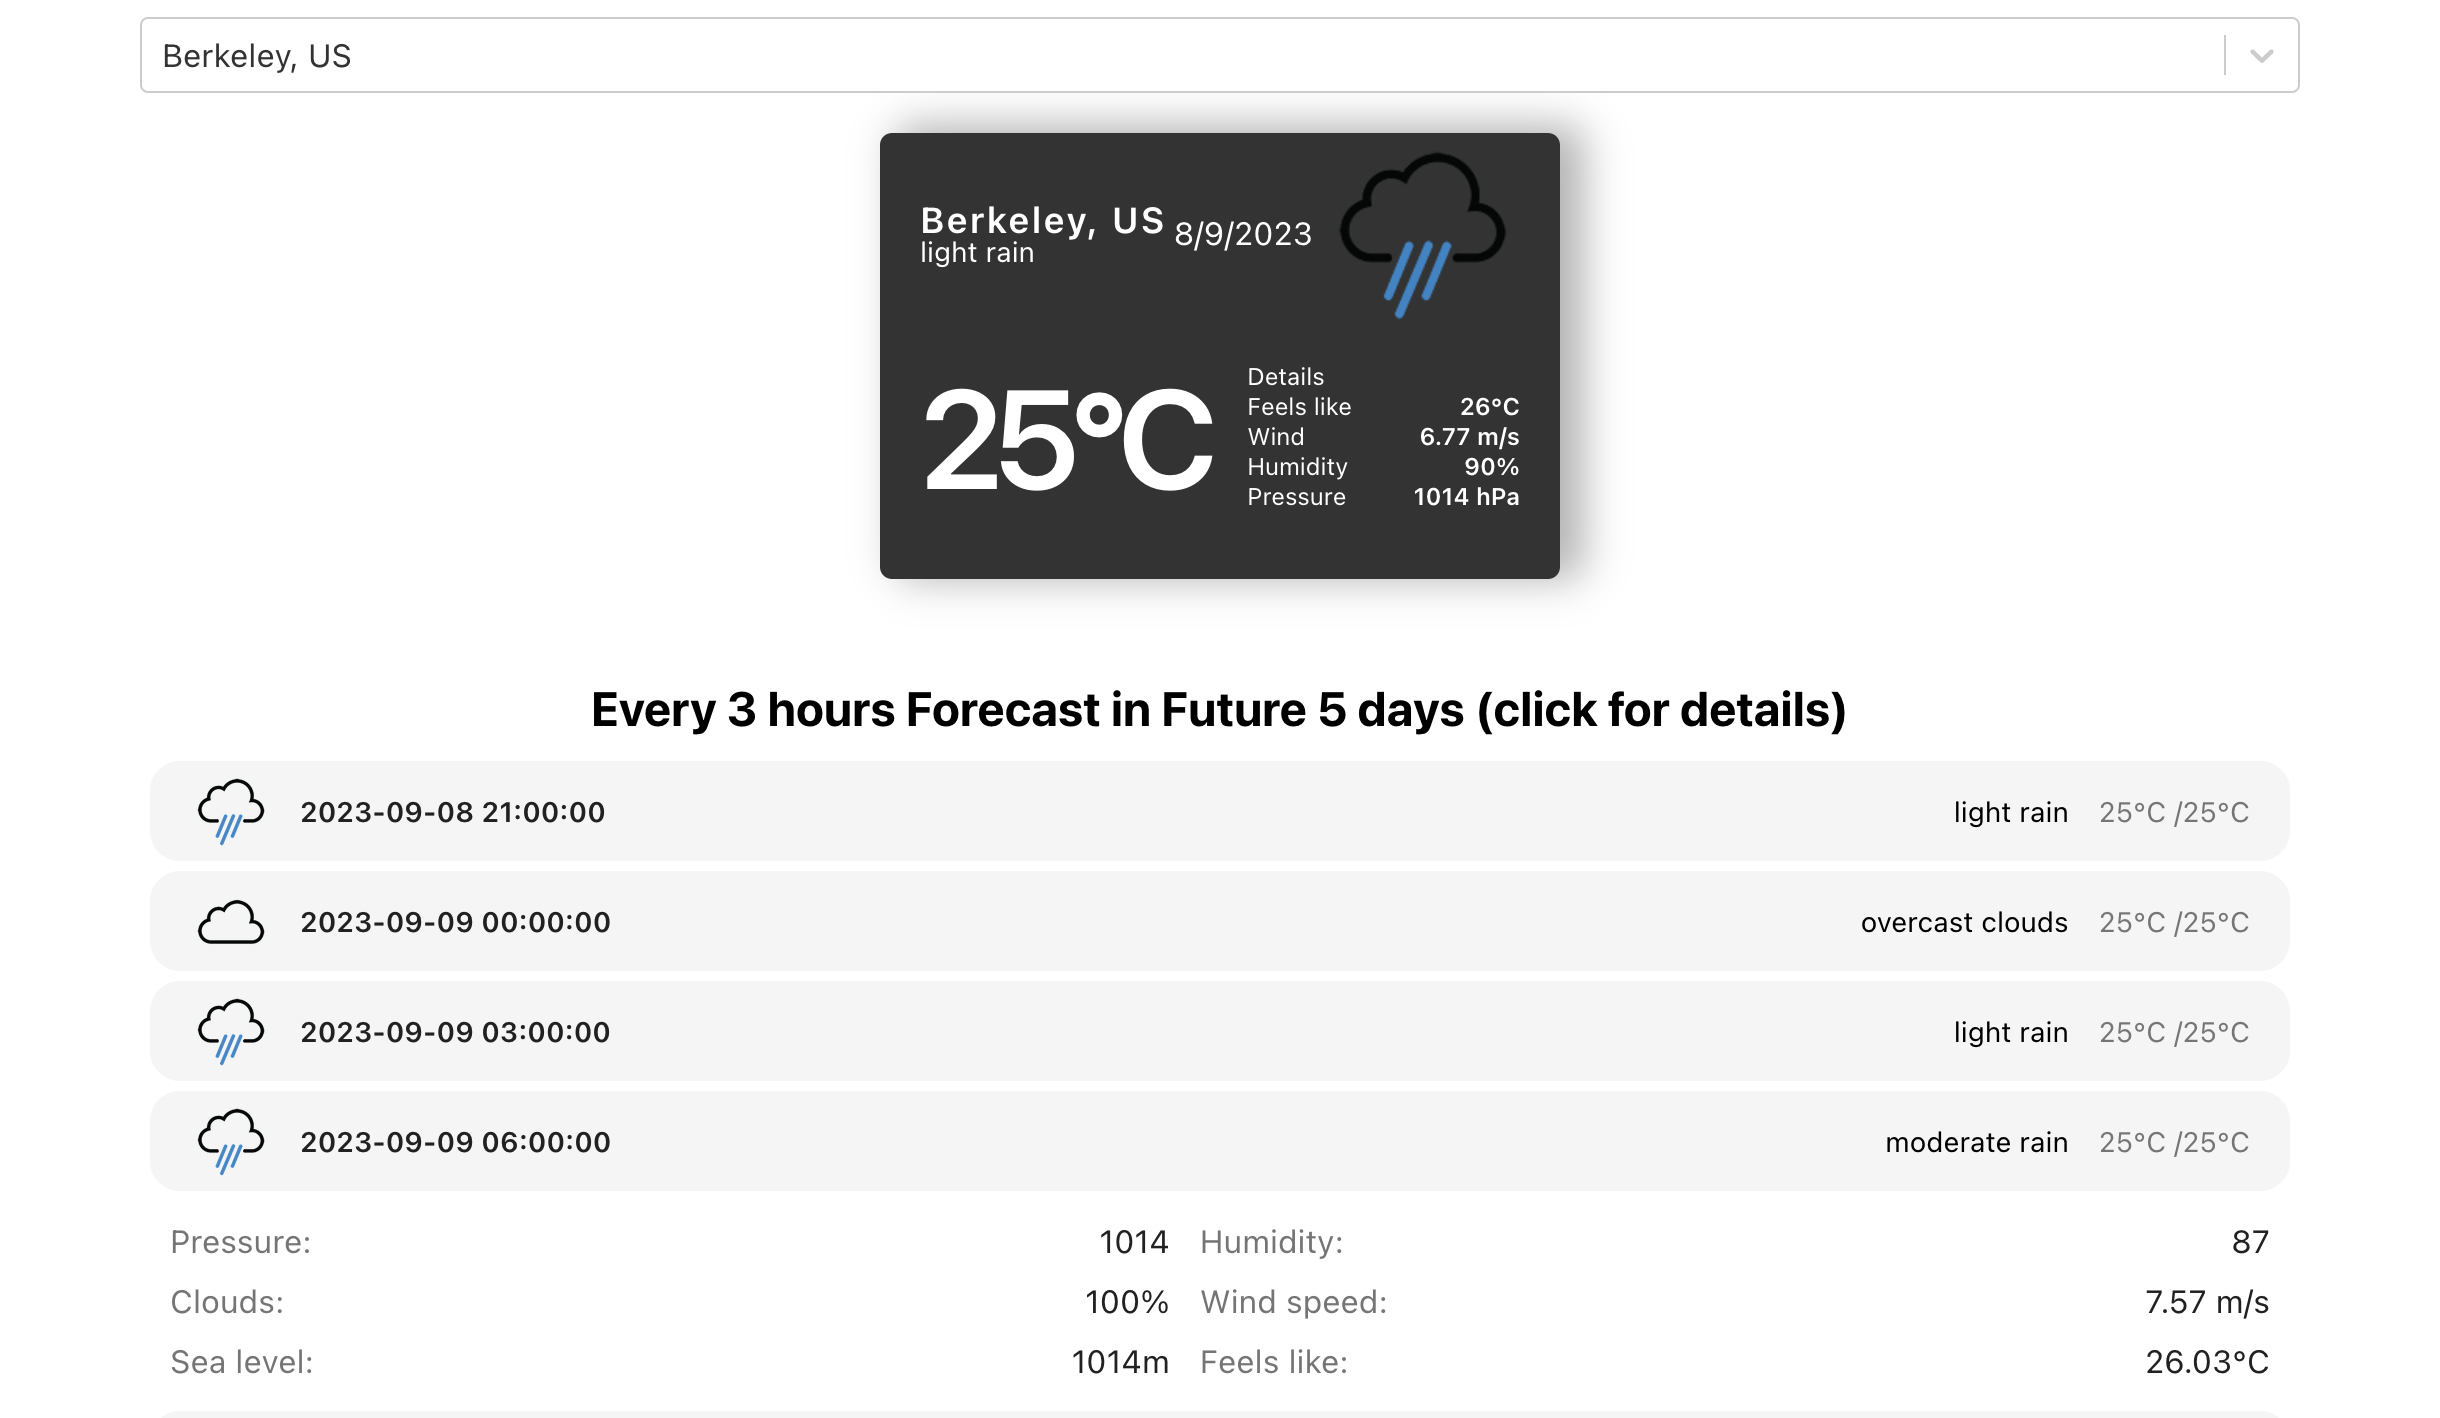 Berkeley, US
Berkeley, US 8/9/2023
light rain
25°C
Details
Feels like 26°C
Wind 6.77 m/s
Humidity 90%
Pressure 1014 hPa
Every 3 hours Forecast in Future 5 days (click for details)
2023-09-08 21:00:00 light rain 25°C /25°C
2023-09-09 00:00:00 overcast clouds 25°C /25°C
2023-09-09 03:00:00 light rain 25°C /25°C
2023-09-09 06:00:00 moderate rain 25°C /25°C
Pressure: 1014 Humidity: 87
Clouds: 100% Wind speed: 7.57 m/s
Sea level: 1014m Feels like: 26.03°C